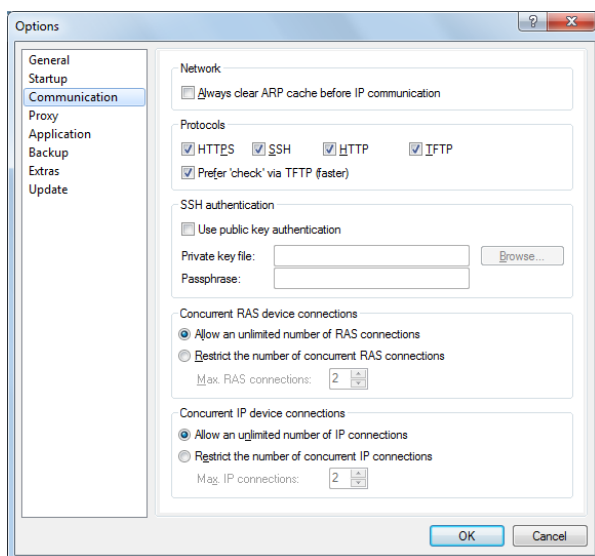 Options
General
Startup
Communication
Proxy
Application
Backup
Extras
Update
Network
Always clear ARP cache before IP communication
Protocols
HTTPS SSH HTTP TFTP
Prefer 'check' via TFTP (faster)
SSH authentication
Use public key authentication
Private key file: Browse...
Passphrase:
Concurrent RAS device connections
Allow an unlimited number of RAS connections
Restrict the number of concurrent RAS connections
Max. RAS connections: 2
Concurrent IP device connections
Allow an unlimited number of IP connections
Restrict the number of concurrent IP connections
Max. IP connections: 2
OK Cancel